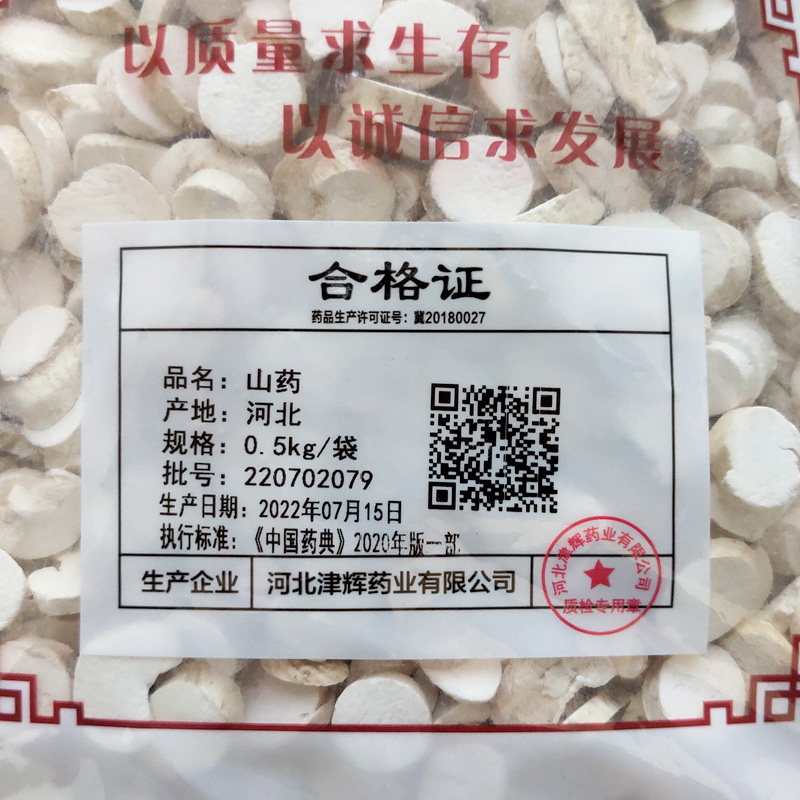 以质量求生存
以诚信求发展
合格证
药品生产许可证号：冀20180027
品名：山药
产地：河北
规格：0.5kg/袋
批号：220702079
生产日期：2022年07月15日
执行标准：《中国药典》2020年版一部
生产企业 河北津辉药业有限公司
河北津辉药业有限公司
质检专用章